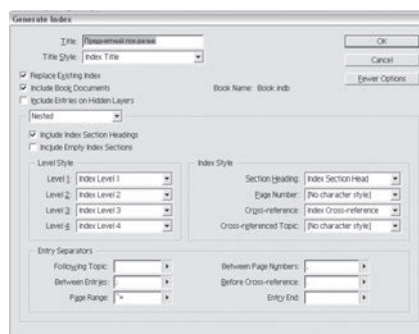 Generate Index
Title: Предметный указатель
Title Style: Index Title
OK
Cancel
Fewer Options
Replace Existing Index
Include Book Documents
Book Name: Book.indb
Include Entries on Hidden Layers
Nested
Include Index Section Headings
Include Empty Index Sections
Level Style
Level 1: Index Level 1
Level 2: Index Level 2
Level 3: Index Level 3
Level 4: Index Level 4
Index Style
Section Heading: Index Section Head
Page Number: [No character style]
Cross-reference: Index Cross-reference
Cross-referenced Topic: [No character style]
Entry Separators
Following Topic:
Between Entries: ;
Page Range: ^=
Between Page Numbers: ,
Before Cross-reference: .
Entry End: